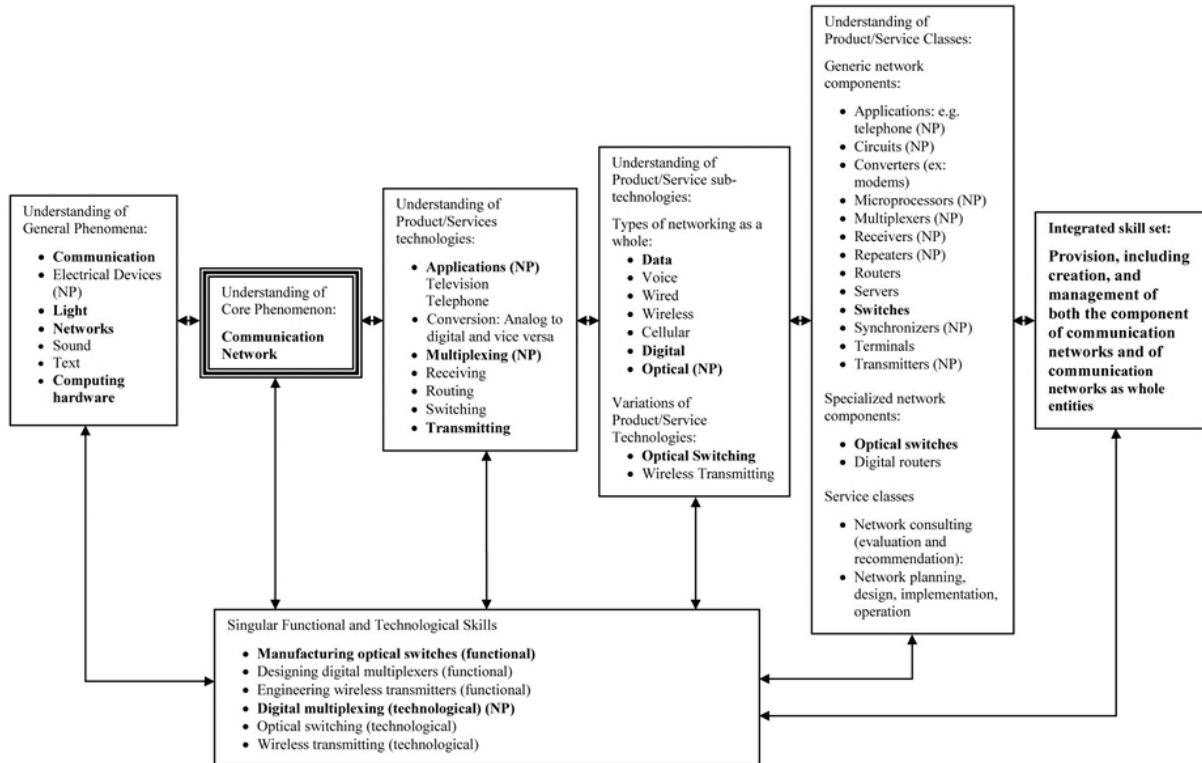 Understanding of
General Phenomena:
• Communication
• Electrical Devices
(NP)
• Light
• Networks
• Sound
• Text
• Computing
hardware
Understanding of
Core Phenomenon:
Communication
Network
Understanding of
Product/Services
technologies:
• Applications (NP)
Television
Telephone
• Conversion: Analog to
digital and vice versa
• Multiplexing (NP)
• Receiving
• Routing
• Switching
• Transmitting
Understanding of
Product/Service sub-
technologies:
Types of networking as a
whole:
• Data
• Voice
• Wired
• Wireless
• Cellular
• Digital
• Optical (NP)
Variations of
Product/Service
Technologies:
• Optical Switching
• Wireless Transmitting
Understanding of
Product/Service Classes:
Generic network
components:
• Applications: e.g.
telephone (NP)
• Circuits (NP)
• Converters (ex:
modems)
• Microprocessors (NP)
• Multiplexers (NP)
• Receivers (NP)
• Repeaters (NP)
• Routers
• Servers
• Switches
• Synchronizers (NP)
• Terminals
• Transmitters (NP)
Specialized network
components:
• Optical switches
• Digital routers
Service classes
• Network consulting
(evaluation and
recommendation):
• Network planning,
design, implementation,
operation
Integrated skill set:
Provision, including
creation, and
management of
both the component
of communication
networks and of
communication
networks as whole
entities
Singular Functional and Technological Skills
• Manufacturing optical switches (functional)
• Designing digital multiplexers (functional)
• Engineering wireless transmitters (functional)
• Digital multiplexing (technological) (NP)
• Optical switching (technological)
• Wireless transmitting (technological)